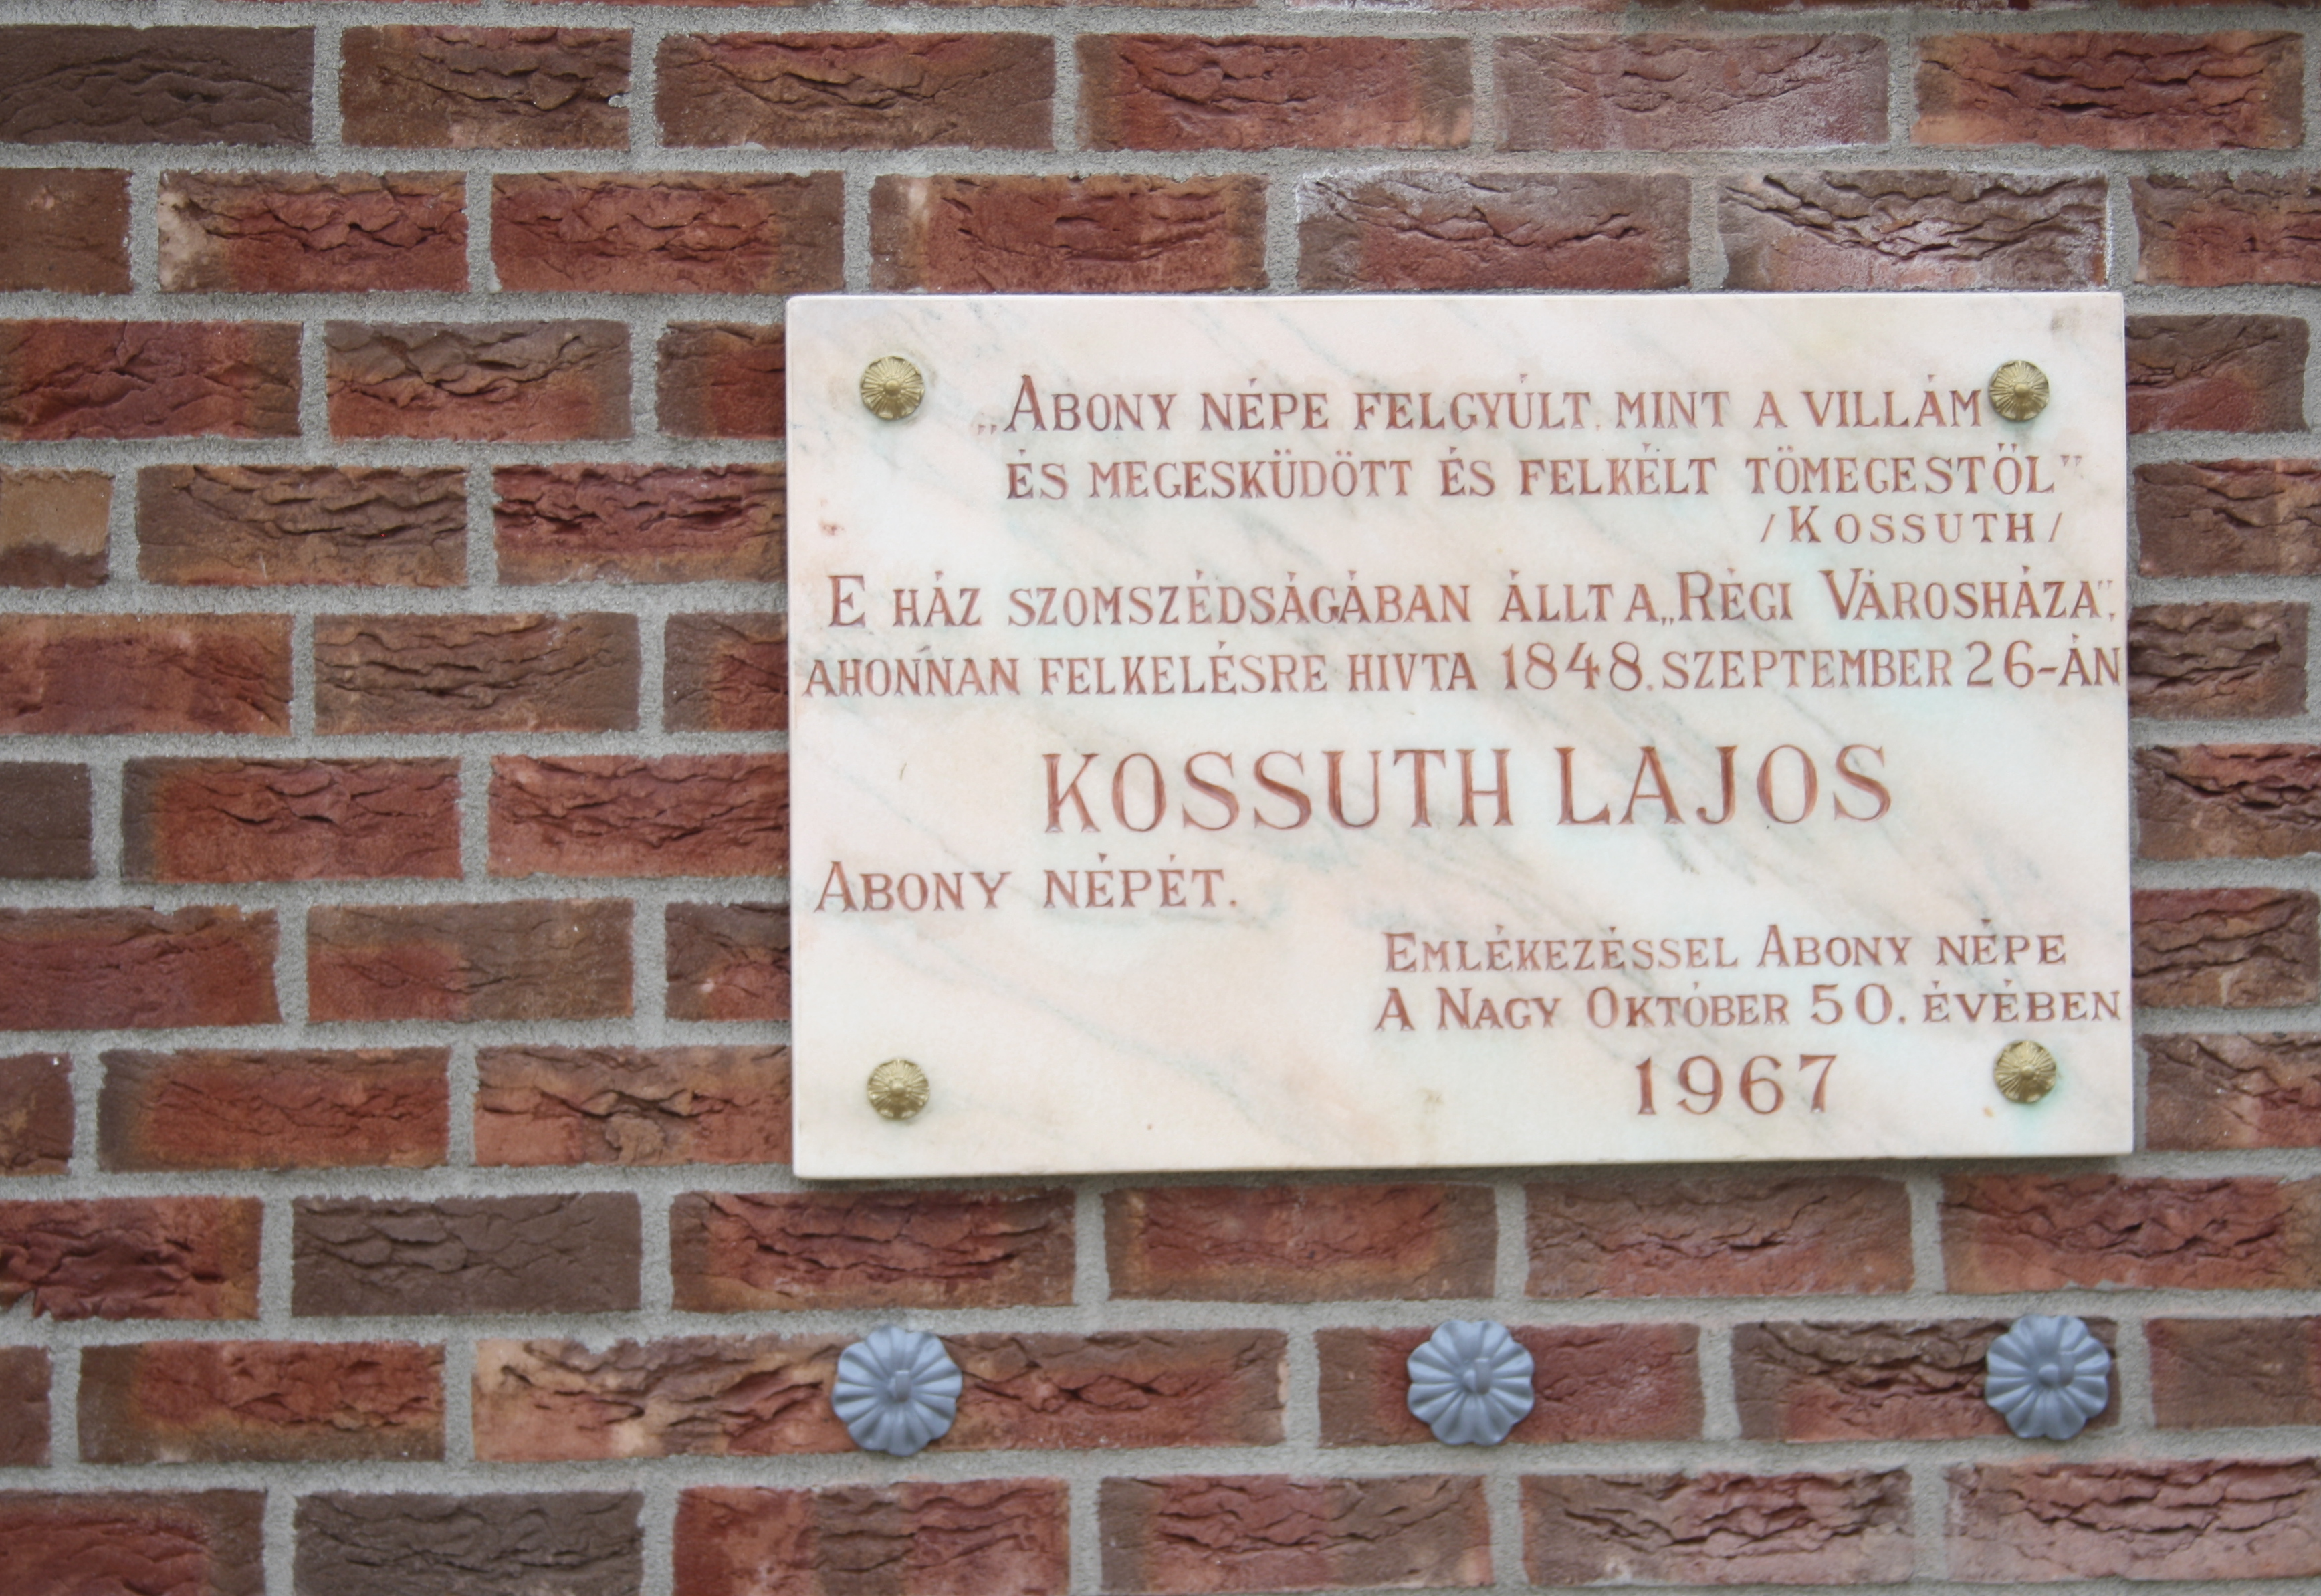 „ABONY NÉPE FELGYÚLT, MINT A VILLÁM
ÉS MEGESKÜDÖTT ÉS FELKÉLT TÖMEGESTŐL”
/KOSSUTH/
E HÁZ SZOMSZÉDSÁGÁBAN ÁLLT A „RÉGI VÁROSHÁZA”,
AHONNAN FELKELÉSRE HIVTA 1848. SZEPTEMBER 26-ÁN
KOSSUTH LAJOS
ABONY NÉPÉT.
EMLÉKEZÉSSEL ABONY NÉPE
A NAGY OKTÓBER 50. ÉVÉBEN
1967